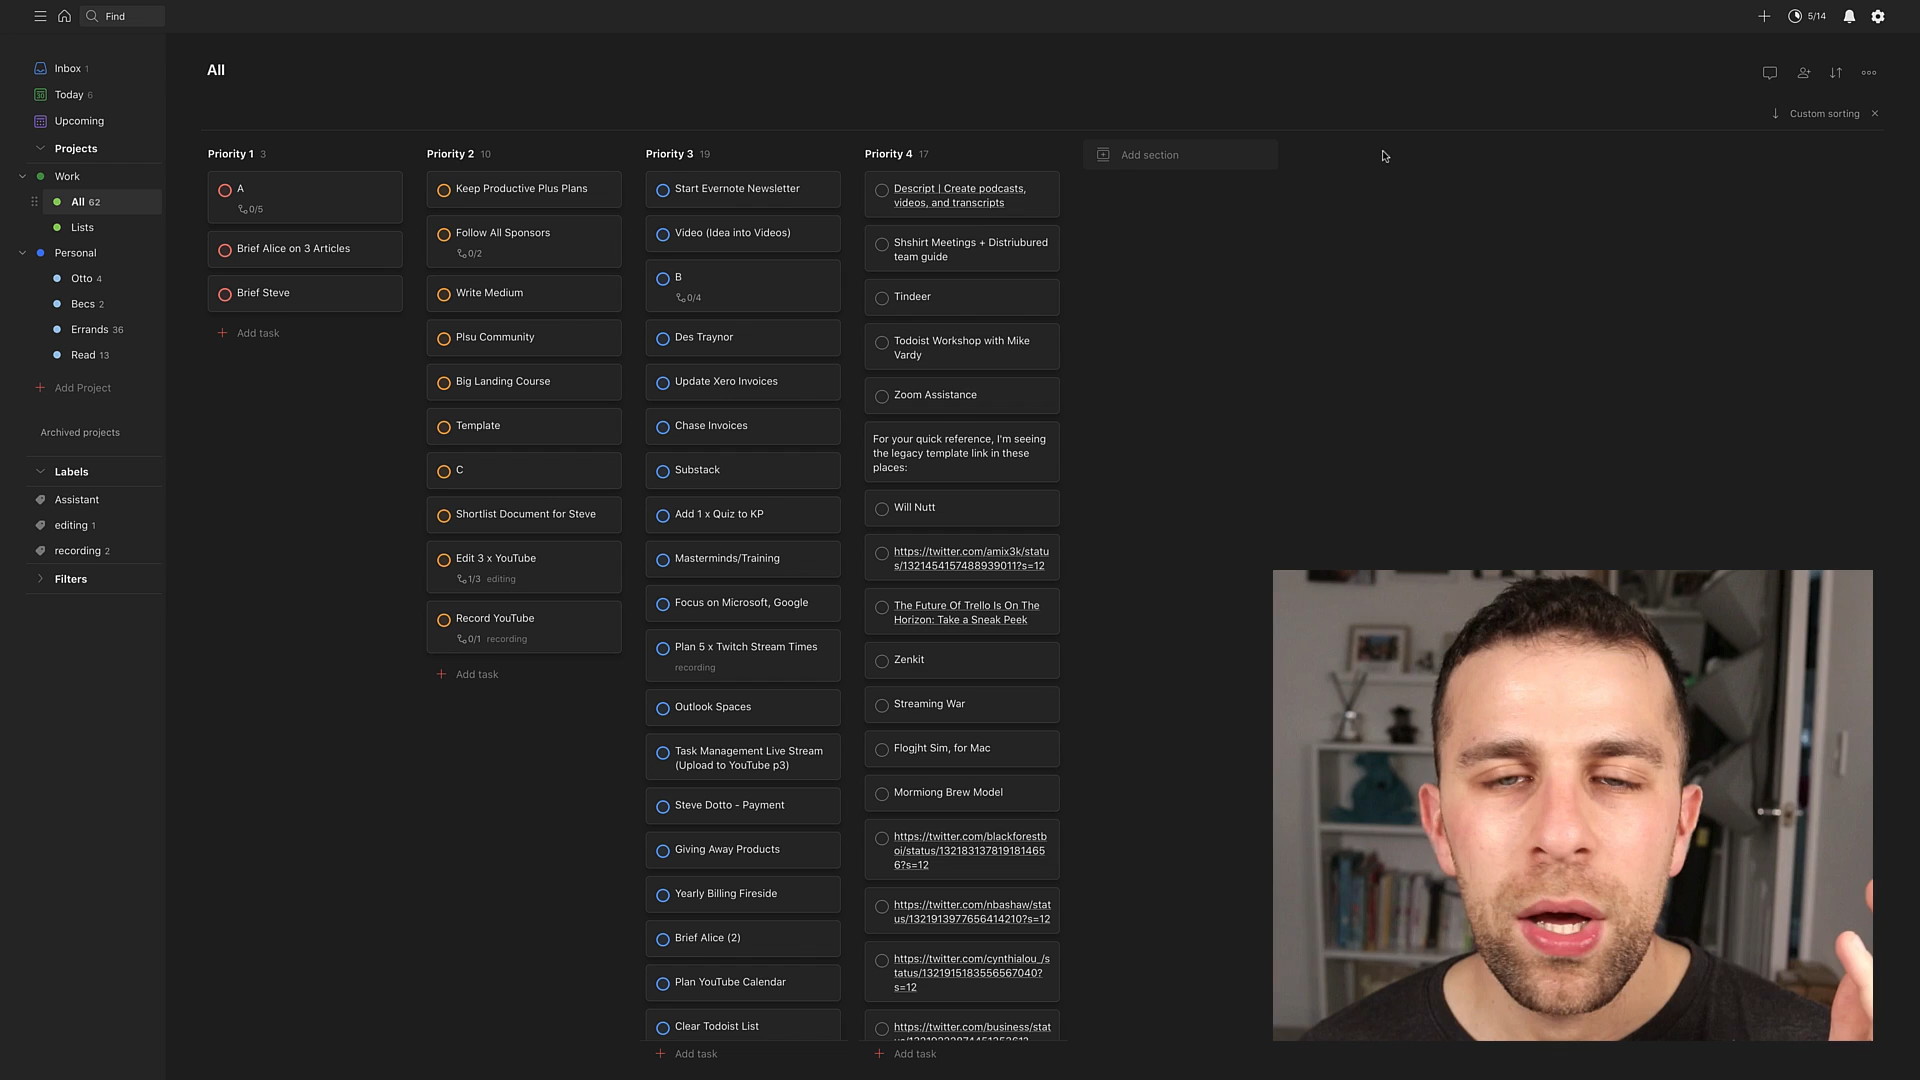 Find
5/14
Inbox 1
Today 6
Upcoming
Projects
Work
All 62
Lists
Personal
Otto 4
Becs 2
Errands 36
Read 13
Add Project
Archived projects
Labels
Assistant
editing 1
recording 2
Filters
All
Custom sorting
Priority 1 3
A
0/5
Brief Alice on 3 Articles
Brief Steve
Add task
Priority 2 10
Keep Productive Plus Plans
Follow All Sponsors
0/2
Write Medium
Plsu Community
Big Landing Course
Template
C
Shortlist Document for Steve
Edit 3 x YouTube
1/3 editing
Record YouTube
0/1 recording
Add task
Priority 3 19
Start Evernote Newsletter
Video (Idea into Videos)
B
0/4
Des Traynor
Update Xero Invoices
Chase Invoices
Substack
Add 1 x Quiz to KP
Masterminds/Training
Focus on Microsoft, Google
Plan 5 x Twitch Stream Times
recording
Outlook Spaces
Task Management Live Stream
(Upload to YouTube p3)
Steve Dotto - Payment
Giving Away Products
Yearly Billing Fireside
Brief Alice (2)
Plan YouTube Calendar
Clear Todoist List
Add task
Priority 4 17
Descript | Create podcasts,
videos, and transcripts
Shshirt Meetings + Distriubured
team guide
Tindeer
Todoist Workshop with Mike
Vardy
Zoom Assistance
For your quick reference, I'm seeing
the legacy template link in these
places:
Will Nutt
https://twitter.com/amix3k/statu
s/1321454157488939011?s=12
The Future Of Trello Is On The
Horizon: Take a Sneak Peek
Zenkit
Streaming War
Flogjht Sim, for Mac
Mormiong Brew Model
https://twitter.com/blackforestb
oi/status/132183137819181465
6?s=12
https://twitter.com/nbashaw/stat
us/1321913977656414210?s=12
https://twitter.com/cynthialou_/s
tatus/1321915183556567040?
s=12
https://twitter.com/business/stat
Add task
Add section